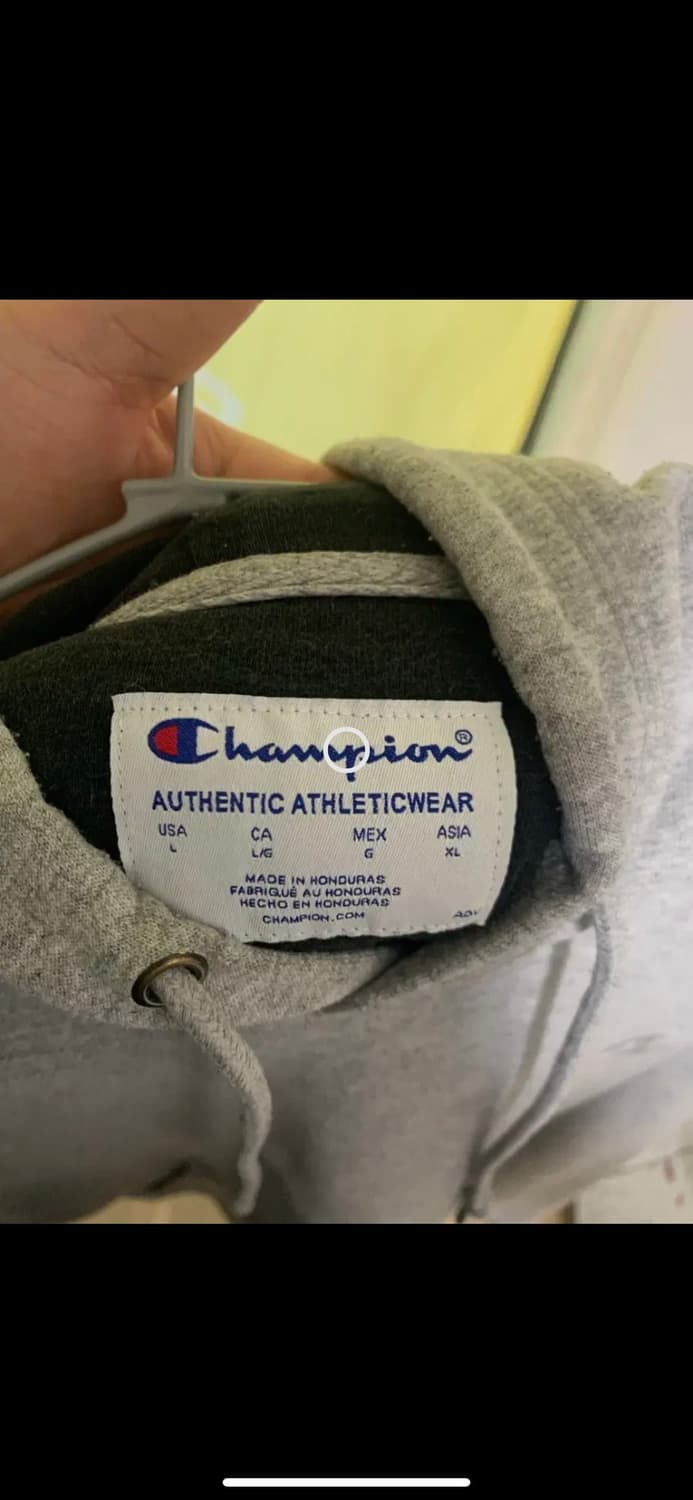 Champion®
AUTHENTIC ATHLETICWEAR
USA CA MEX ASIA
L L/G G XL
MADE IN HONDURAS
FABRIQUÉ AU HONDURAS
HECHO EN HONDURAS
CHAMPION.COM